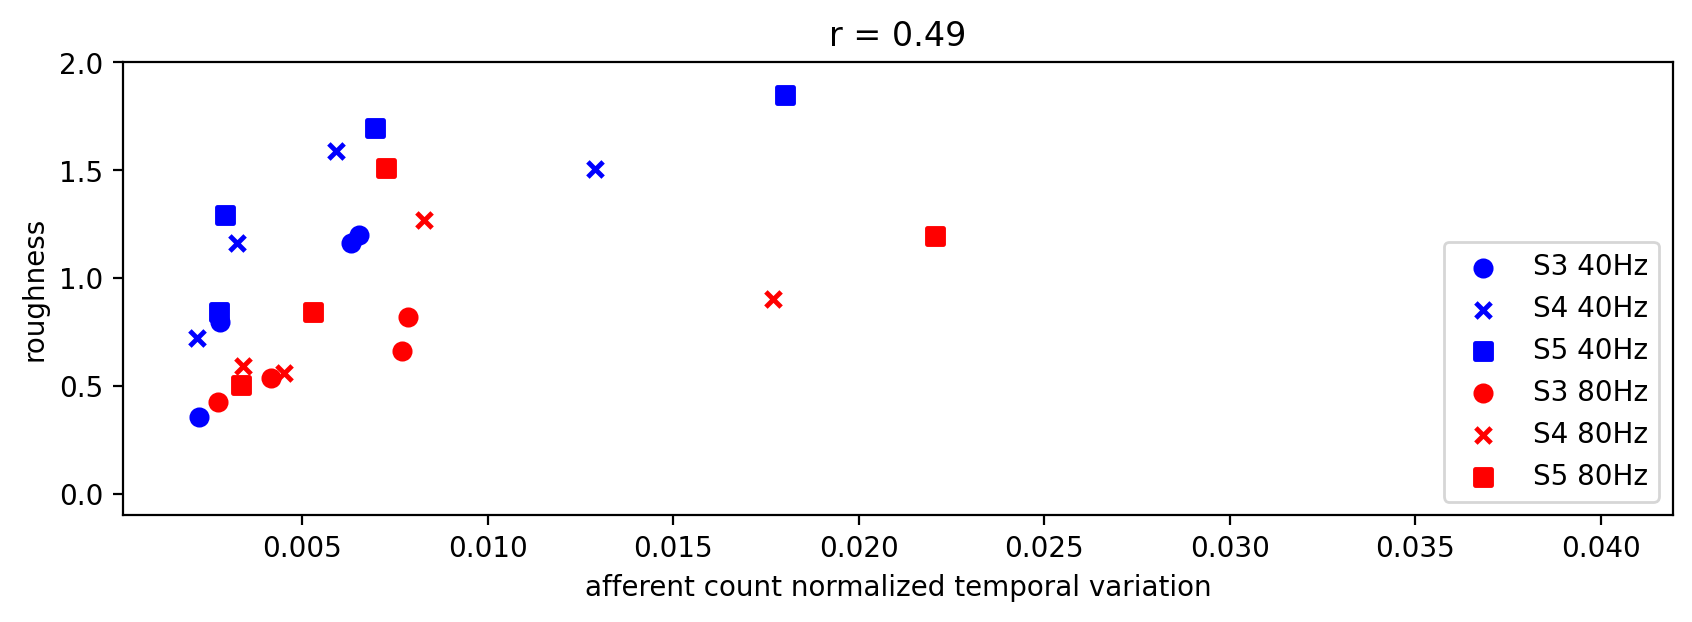 r = 0.49
2.0
1.5
1.0
0.5
0.0
roughness
S3 40Hz
S4 40Hz
S5 40Hz
S3 80Hz
S4 80Hz
S5 80Hz
0.005 0.010 0.015 0.020 0.025 0.030 0.035 0.040
afferent count normalized temporal variation